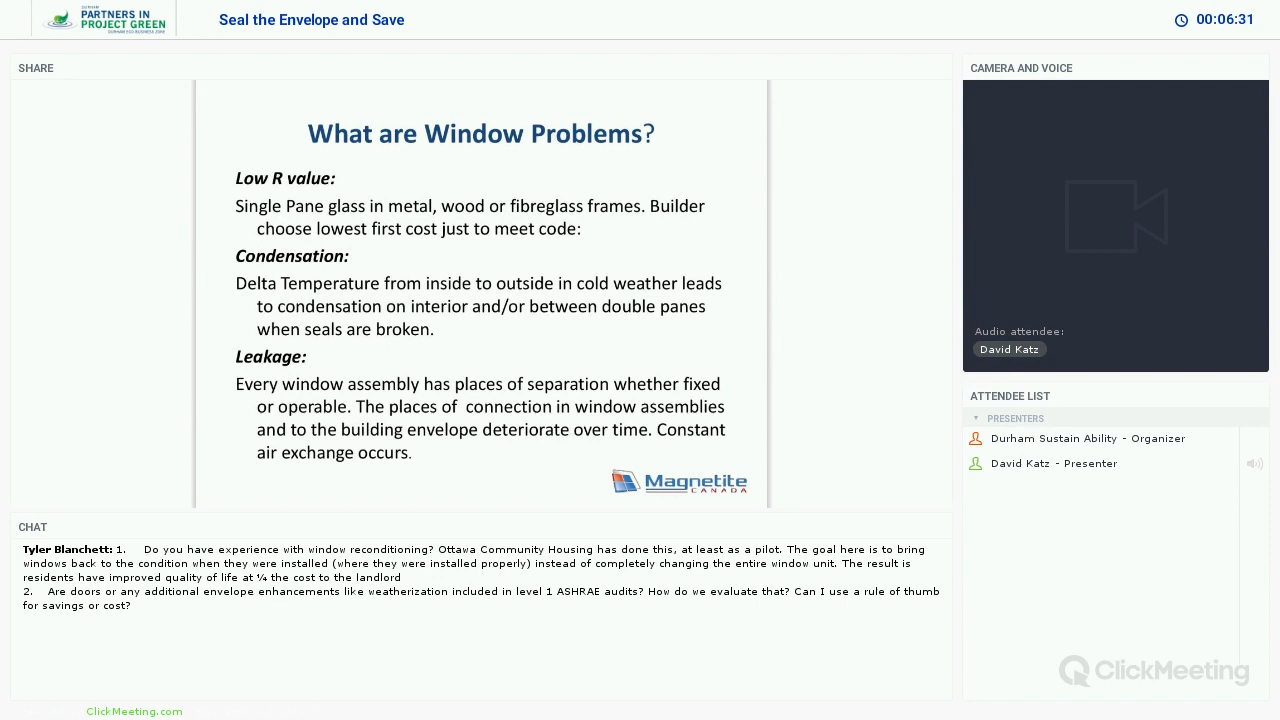 DURHAM
PARTNERS IN
PROJECT GREEN
DURHAM ECO-BUSINESS ZONE
Seal the Envelope and Save
00:06:31
SHARE
What are Window Problems?
Low R value:
Single Pane glass in metal, wood or fibreglass frames. Builder
choose lowest first cost just to meet code:
Condensation:
Delta Temperature from inside to outside in cold weather leads
to condensation on interior and/or between double panes
when seals are broken.
Leakage:
Every window assembly has places of separation whether fixed
or operable. The places of  connection in window assemblies
and to the building envelope deteriorate over time. Constant
air exchange occurs.
Magnetite
CANADA
CAMERA AND VOICE
Audio attendee:
David Katz
ATTENDEE LIST
PRESENTERS
Durham Sustain Ability - Organizer
David Katz - Presenter
CHAT
Tyler Blanchett: 1. Do you have experience with window reconditioning? Ottawa Community Housing has done this, at least as a pilot. The goal here is to bring
windows back to the condition when they were installed (where they were installed properly) instead of completely changing the entire window unit. The result is
residents have improved quality of life at ¼ the cost to the landlord
2. Are doors or any additional envelope enhancements like weatherization included in level 1 ASHRAE audits? How do we evaluate that? Can I use a rule of thumb
for savings or cost?
ClickMeeting
ClickMeeting.com